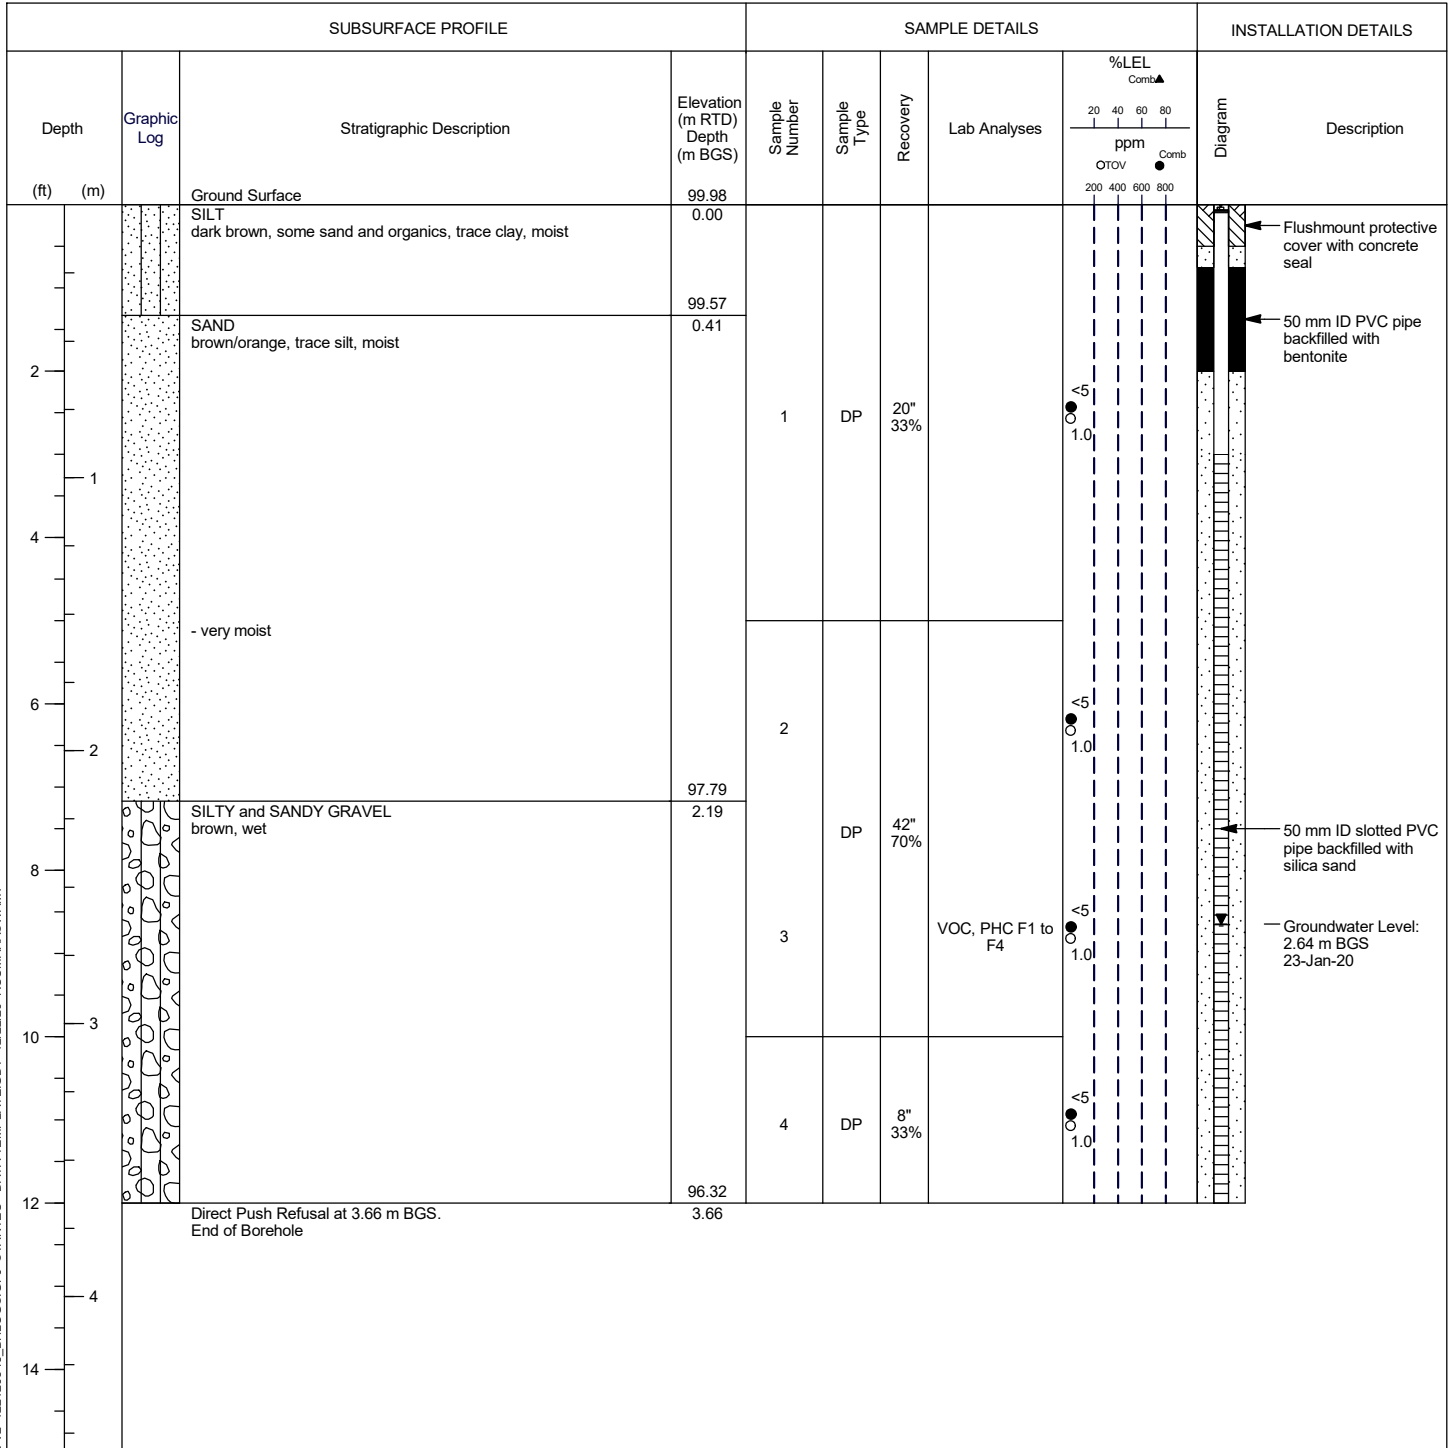 SUBSURFACE PROFILE
SAMPLE DETAILS
INSTALLATION DETAILS
Depth
(ft) (m)
Graphic
Log
Stratigraphic Description
Elevation
(m RTD)
Depth
(m BGS)
Sample
Number
Sample
Type
Recovery
Lab Analyses
%LEL
Comb
20 40 60 80
ppm
TOV Comb
200 400 600 800
Diagram
Description
Ground Surface 99.98
SILT 0.00
dark brown, some sand and organics, trace clay, moist
99.57
SAND 0.41
brown/orange, trace silt, moist
- very moist
97.79
SILTY and SANDY GRAVEL 2.19
brown, wet
96.32
Direct Push Refusal at 3.66 m BGS. 3.66
End of Borehole
2
1
4
6
2
8
10
3
12
4
14
1 DP 20"
33%
<5
1.0
2
<5
1.0
DP 42"
70%
3
VOC, PHC F1 to
F4
<5
1.0
4 DP 8"
33%
<5
1.0
Flushmount protective
cover with concrete
seal
50 mm ID PVC pipe
backfilled with
bentonite
50 mm ID slotted PVC
pipe backfilled with
silica sand
Groundwater Level:
2.64 m BGS
23-Jan-20